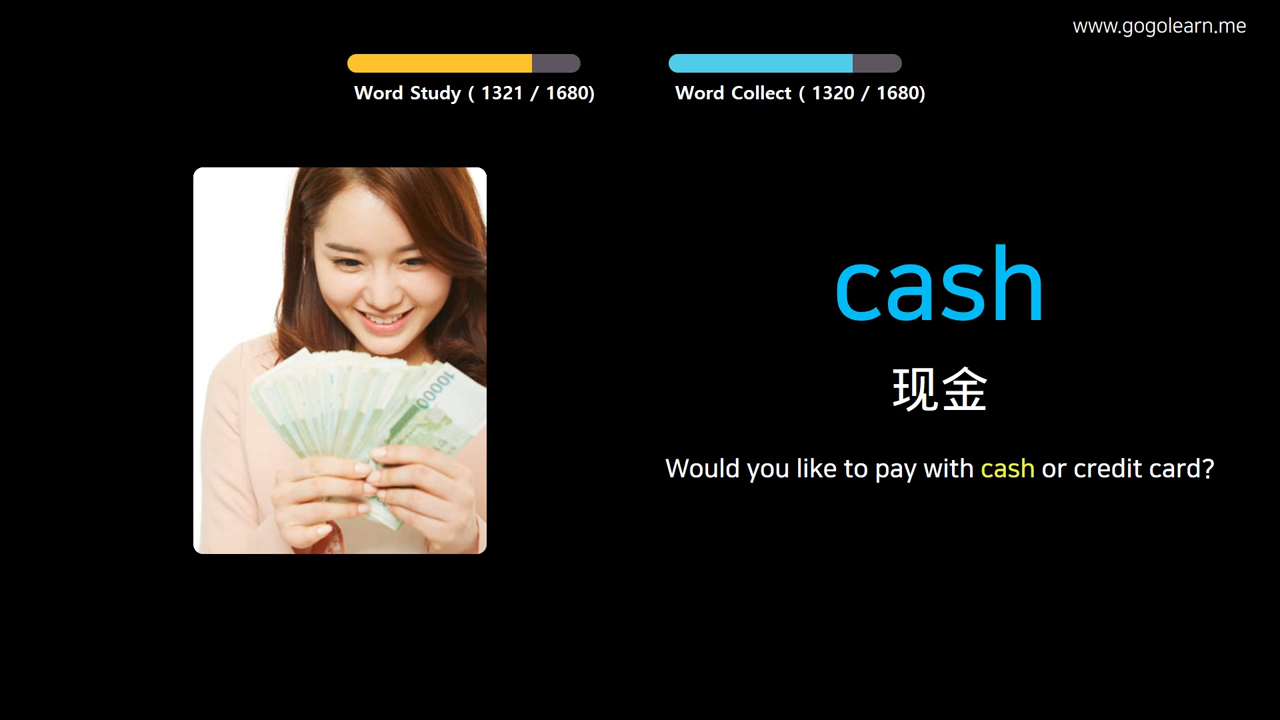 www.gogolearn.me
Word Study ( 1321 / 1680)
Word Collect ( 1320 / 1680)
cash
现金
10000
Would you like to pay with cash or credit card?